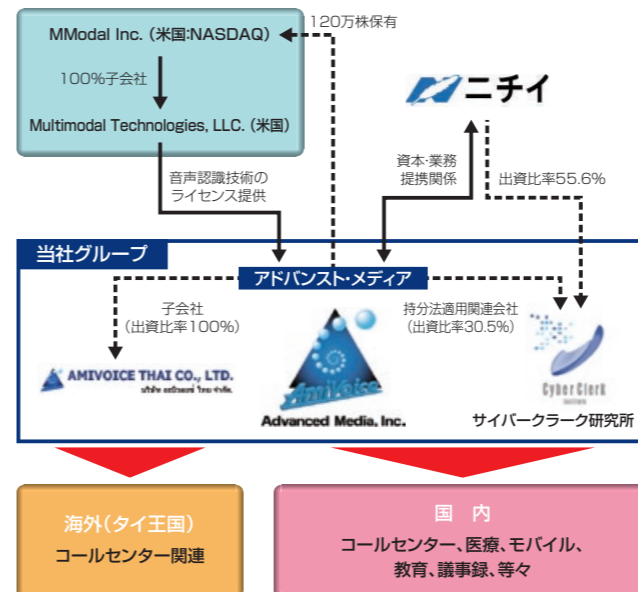 MModal Inc.（米国:NASDAQ）
120万株保有
100%子会社
Multimodal Technologies, LLC.（米国）
ニチイ
音声認識技術の
ライセンス提供
資本・業務
提携関係
出資比率55.6%
当社グループ
アドバンスト・メディア
子会社
（出資比率100%）
持分法適用関連会社
（出資比率30.5%）
AMIVOICE THAI CO., LTD.
AmiVoice
Advanced Media, Inc.
Cyber Clerk
サイバークラーク研究所
海外（タイ王国）
コールセンター関連
国　内
コールセンター、医療、モバイル、
教育、議事録、等々